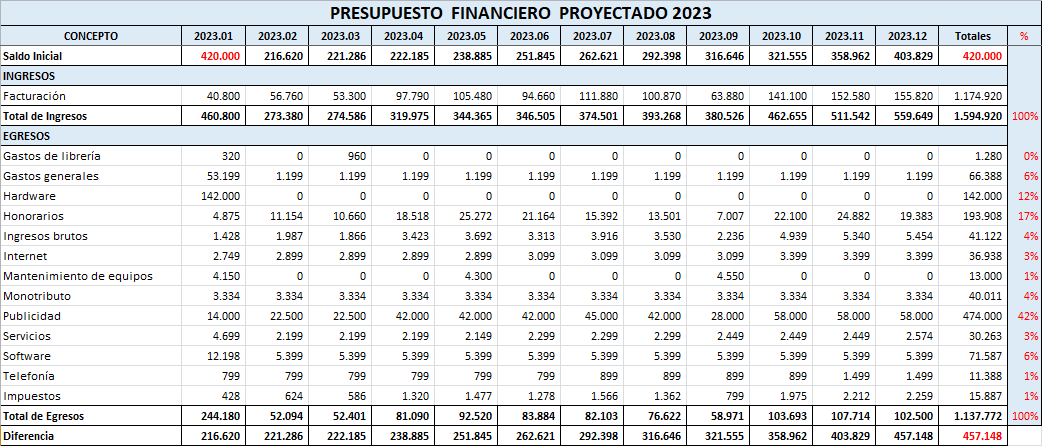 PRESUPUESTO FINANCIERO PROYECTADO 2023
CONCEPTO 2023.01 2023.02 2023.03 2023.04 2023.05 2023.06 2023.07 2023.08 2023.09 2023.10 2023.11 2023.12 Totales %
Saldo Inicial 420.000 216.620 221.286 222.185 238.885 251.845 262.621 292.398 316.646 321.555 358.962 403.829 420.000
INGRESOS
Facturación 40.800 56.760 53.300 97.790 105.480 94.660 111.880 100.870 63.880 141.100 152.580 155.820 1.174.920
Total de Ingresos 460.800 273.380 274.586 319.975 344.365 346.505 374.501 393.268 380.526 462.655 511.542 559.649 1.594.920 100%
EGRESOS
Gastos de librería 320 0 960 0 0 0 0 0 0 0 0 0 1.280 0%
Gastos generales 53.199 1.199 1.199 1.199 1.199 1.199 1.199 1.199 1.199 1.199 1.199 1.199 66.388 6%
Hardware 142.000 0 0 0 0 0 0 0 0 0 0 0 142.000 12%
Honorarios 4.875 11.154 10.660 18.518 25.272 21.164 15.392 13.501 7.007 22.100 24.882 19.383 193.908 17%
Ingresos brutos 1.428 1.987 1.866 3.423 3.692 3.313 3.916 3.530 2.236 4.939 5.340 5.454 41.122 4%
Internet 2.749 2.899 2.899 2.899 2.899 3.099 3.099 3.099 3.099 3.399 3.399 3.399 36.938 3%
Mantenimiento de equipos 4.150 0 0 0 4.300 0 0 0 4.550 0 0 0 13.000 1%
Monotributo 3.334 3.334 3.334 3.334 3.334 3.334 3.334 3.334 3.334 3.334 3.334 3.334 40.011 4%
Publicidad 14.000 22.500 22.500 42.000 42.000 42.000 45.000 42.000 28.000 58.000 58.000 58.000 474.000 42%
Servicios 4.699 2.199 2.199 2.199 2.149 2.299 2.299 2.299 2.449 2.449 2.449 2.574 30.263 3%
Software 12.198 5.399 5.399 5.399 5.399 5.399 5.399 5.399 5.399 5.399 5.399 5.399 71.587 6%
Telefonía 799 799 799 799 799 799 899 899 899 899 1.499 1.499 11.388 1%
Impuestos 428 624 586 1.320 1.477 1.278 1.566 1.362 799 1.975 2.212 2.259 15.887 1%
Total de Egresos 244.180 52.094 52.401 81.090 92.520 83.884 82.103 76.622 58.971 103.693 107.714 102.500 1.137.772 100%
Diferencia 216.620 221.286 222.185 238.885 251.845 262.621 292.398 316.646 321.555 358.962 403.829 457.148 457.148